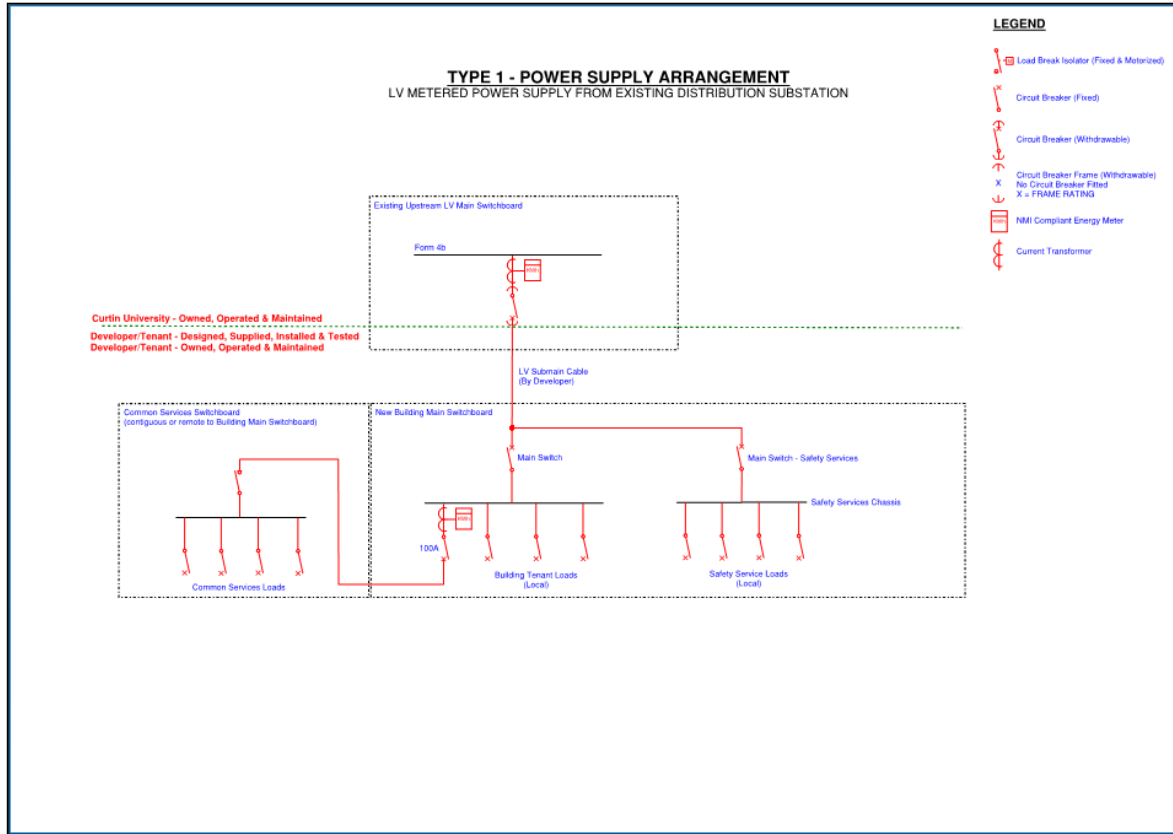 LEGEND
Load Break Isolator (Fixed & Motorized)
Circuit Breaker (Fixed)
Circuit Breaker (Withdrawable)
Circuit Breaker Frame (Withdrawable)
X No Circuit Breaker Fitted
X = FRAME RATING
NMI Compliant Energy Meter
Current Transformer
TYPE 1 - POWER SUPPLY ARRANGEMENT
LV METERED POWER SUPPLY FROM EXISTING DISTRIBUTION SUBSTATION
Existing Upstream LV Main Switchboard
Form 4b
Curtin University - Owned, Operated & Maintained
Developer/Tenant - Designed, Supplied, Installed & Tested
Developer/Tenant - Owned, Operated & Maintained
LV Submain Cable
(By Developer)
Common Services Switchboard
(contiguous or remote to Building Main Switchboard)
New Building Main Switchboard
Main Switch
Main Switch - Safety Services
Safety Services Chassis
100A
Common Services Loads
Building Tenant Loads
(Local)
Safety Service Loads
(Local)